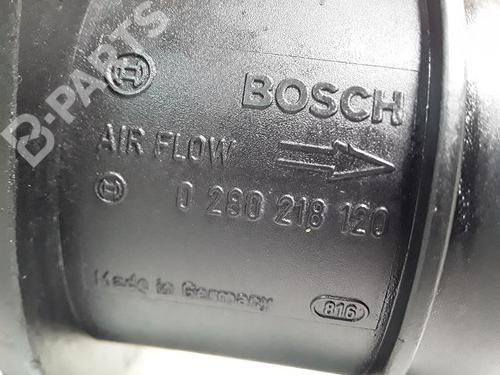 B-PARTS
BOSCH
AIR FLOW
0 280 218 120
Made in Germany
816